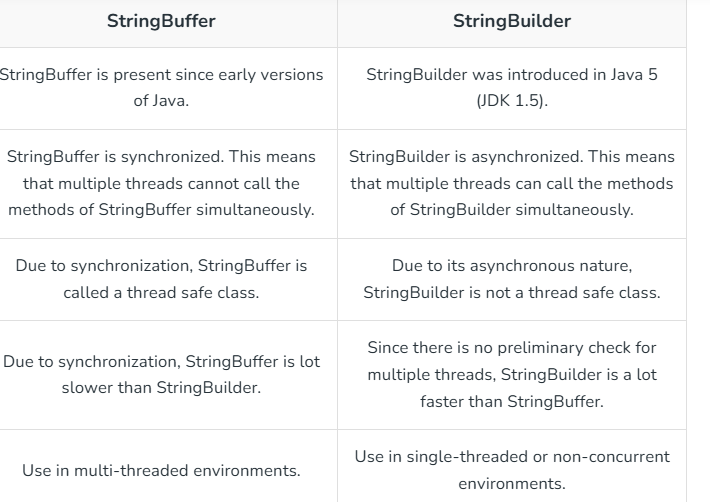 StringBuffer
StringBuilder
StringBuffer is present since early versions
of Java.
StringBuilder was introduced in Java 5
(JDK 1.5).
StringBuffer is synchronized. This means
that multiple threads cannot call the
methods of StringBuffer simultaneously.
StringBuilder is asynchronized. This means
that multiple threads can call the methods
of StringBuilder simultaneously.
Due to synchronization, StringBuffer is
called a thread safe class.
Due to its asynchronous nature,
StringBuilder is not a thread safe class.
Due to synchronization, StringBuffer is lot
slower than StringBuilder.
Since there is no preliminary check for
multiple threads, StringBuilder is a lot
faster than StringBuffer.
Use in multi-threaded environments.
Use in single-threaded or non-concurrent
environments.